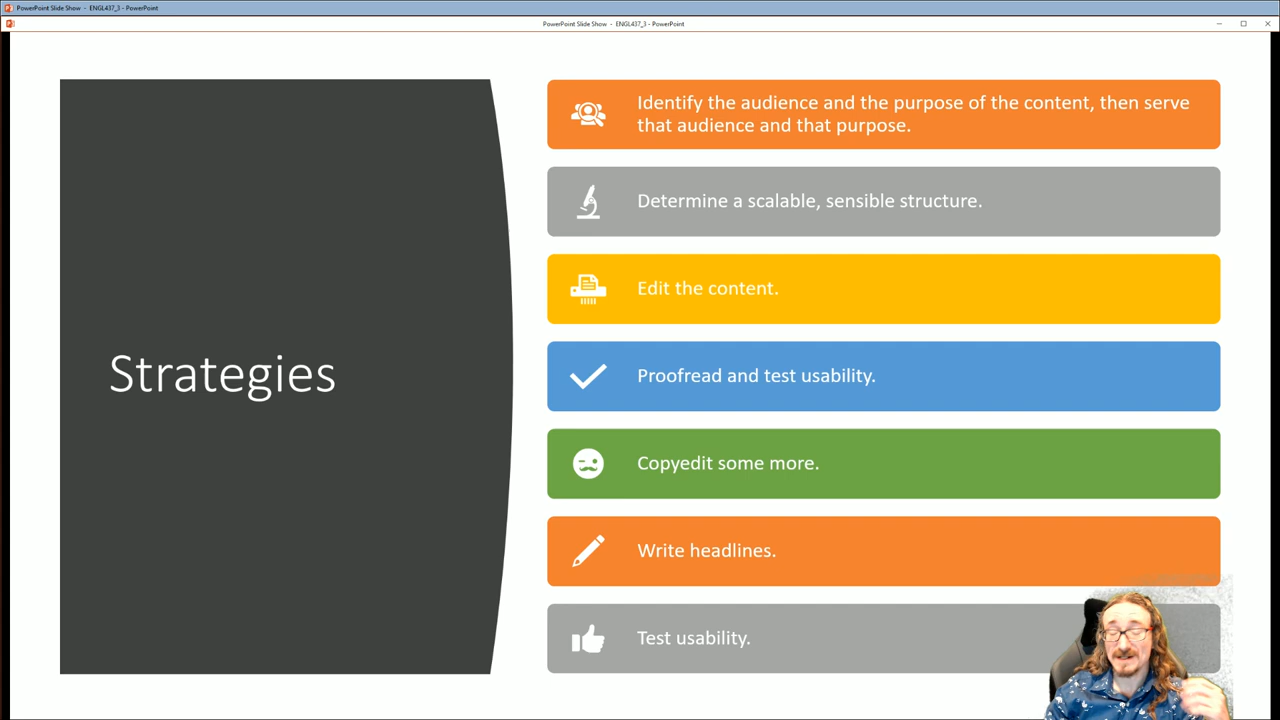 PowerPoint Slide Show - ENGL437_3 - PowerPoint
PowerPoint Slide Show - ENGL437_3 - PowerPoint
Strategies
Identify the audience and the purpose of the content, then serve
that audience and that purpose.
Determine a scalable, sensible structure.
Edit the content.
Proofread and test usability.
Copyedit some more.
Write headlines.
Test usability.